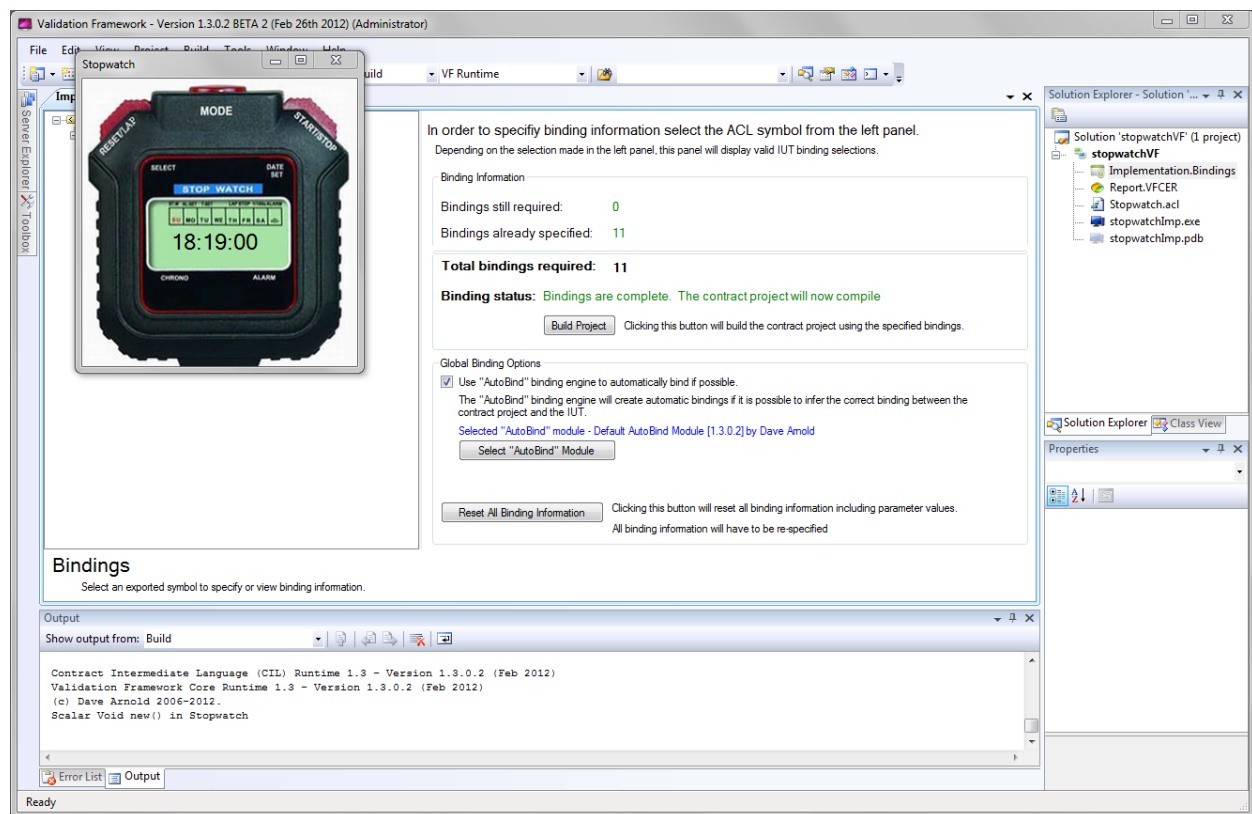 Validation Framework - Version 1.3.0.2 BETA 2 (Feb 26th 2012) (Administrator)
File Edit View Project Build Tools Window Help
Stopwatch
uild
VF Runtime
Imp
Server Explorer
Toolbox
MODE
RESET/LAP
START/STOP
SELECT
DATE
SET
STOP WATCH
SU MO TU WE TH FR SA
18:19:00
CHRONO
ALARM
In order to specifiy binding information select the ACL symbol from the left panel.
Depending on the selection made in the left panel, this panel will display valid IUT binding selections.
Binding Information
Bindings still required: 0
Bindings already specified: 11
Total bindings required: 11
Binding status: Bindings are complete. The contract project will now compile
Build Project Clicking this button will build the contract project using the specified bindings.
Global Binding Options
Use "AutoBind" binding engine to automatically bind if possible.
The "AutoBind" binding engine will create automatic bindings if it is possible to infer the correct binding between the
contract project and the IUT.
Selected "AutoBind" module - Default AutoBind Module [1.3.0.2] by Dave Arnold
Select "AutoBind" Module
Reset All Binding Information
Clicking this button will reset all binding information including parameter values.
All binding information will have to be re-specified
Bindings
Select an exported symbol to specify or view binding information.
Solution Explorer - Solution '...
Solution 'stopwatchVF' (1 project)
stopwatchVF
Implementation.Bindings
Report.VFCER
Stopwatch.acl
stopwatchImp.exe
stopwatchImp.pdb
Solution Explorer Class View
Properties
Output
Show output from: Build
Contract Intermediate Language (CIL) Runtime 1.3 - Version 1.3.0.2 (Feb 2012)
Validation Framework Core Runtime 1.3 - Version 1.3.0.2 (Feb 2012)
(c) Dave Arnold 2006-2012.
Scalar Void new() in Stopwatch
Error List Output
Ready